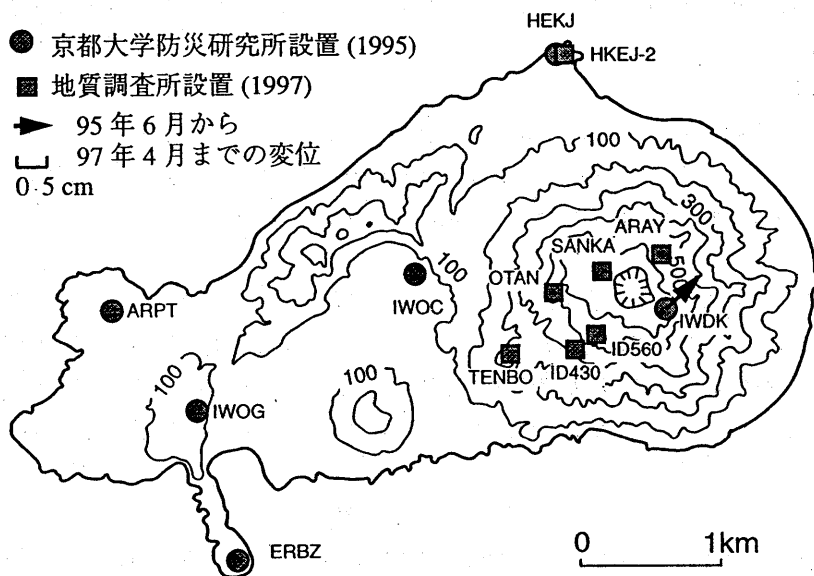 HEKJ
HKEJ-2
京都大学防災研究所設置 (1995)
地質調査所設置 (1997)
95 年 6 月から
97 年 4 月までの変位
0 5 cm
100
300
ARAY
SANKA
500
100
OTAN
IWOC
ARPT
IWDK
ID560
TENBO
ID430
100
100
IWOG
ERBZ
0 1km